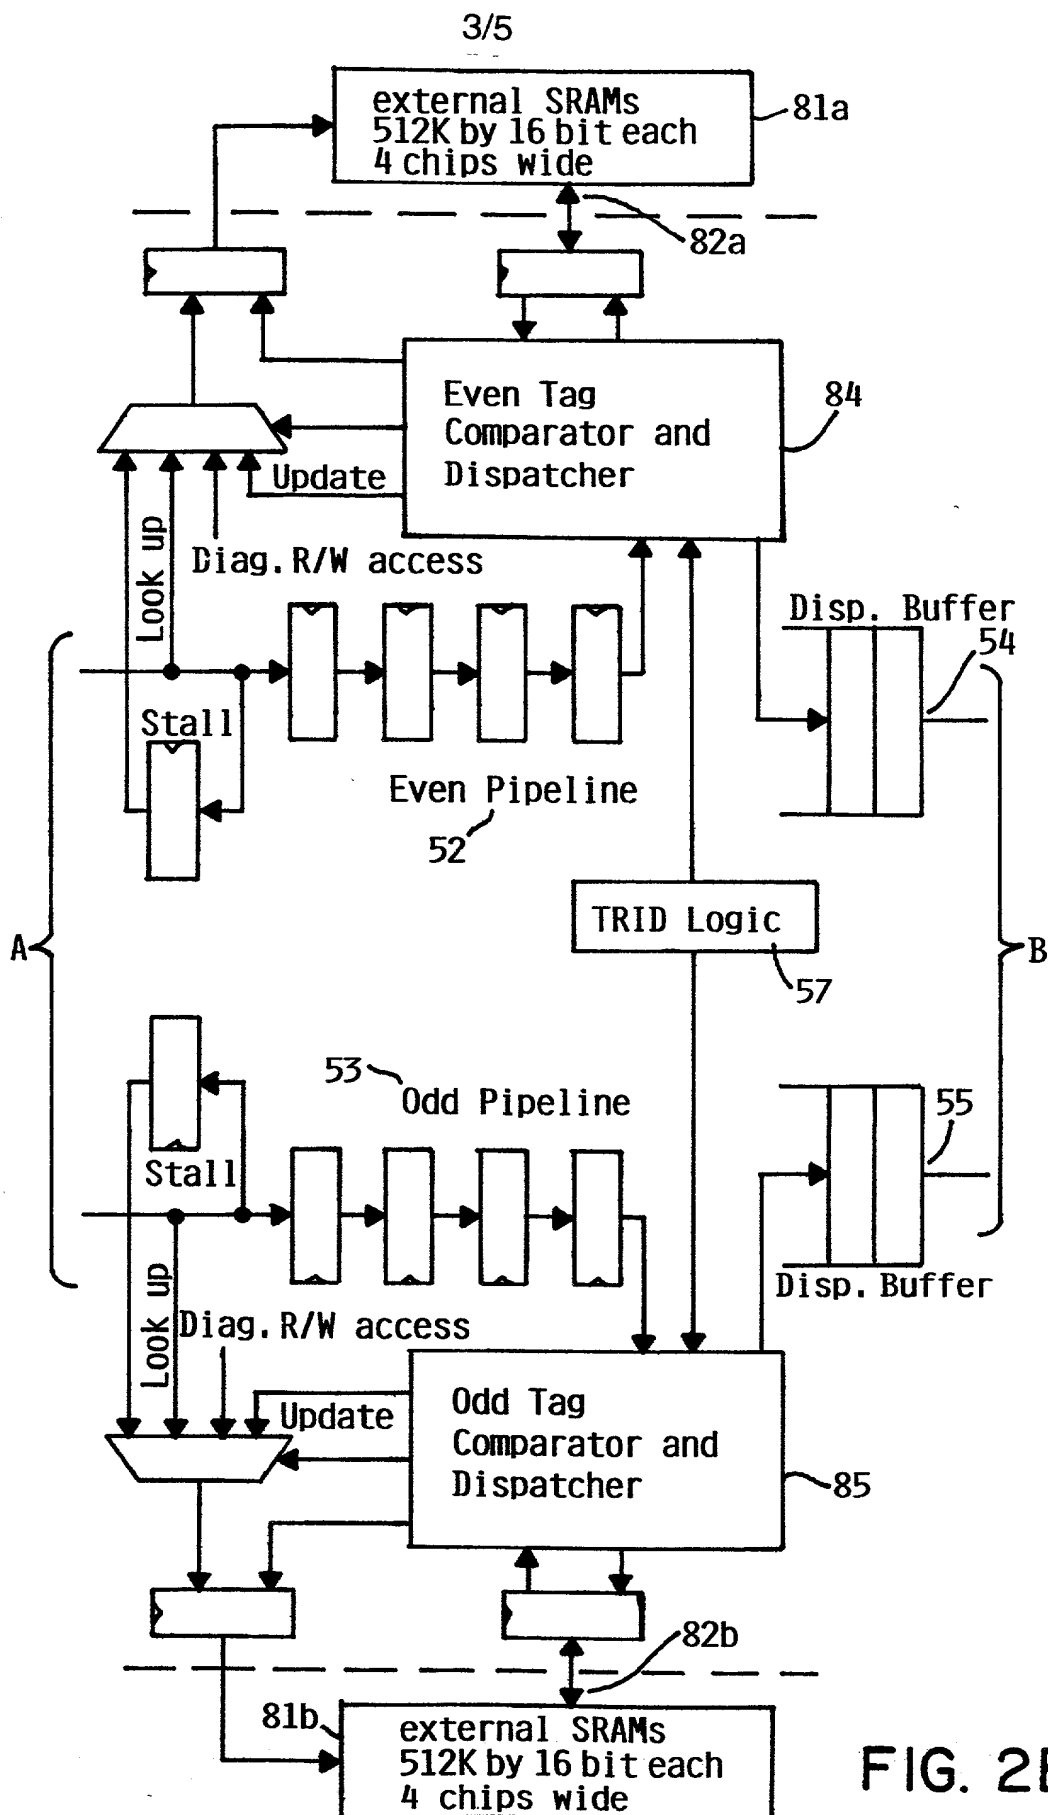 3/5
external SRAMs
512K by 16 bit each
4 chips wide
81a
82a
Even Tag
Comparator and
Dispatcher
84
Update
Look up
Diag. R/W access
Disp. Buffer
54
Stall
Even Pipeline
52
TRID Logic
57
A
B
53
Odd Pipeline
55
Stall
Disp. Buffer
Look up
Diag. R/W access
Update
Odd Tag
Comparator and
Dispatcher
85
82b
81b
external SRAMs
512K by 16 bit each
4 chips wide
FIG.